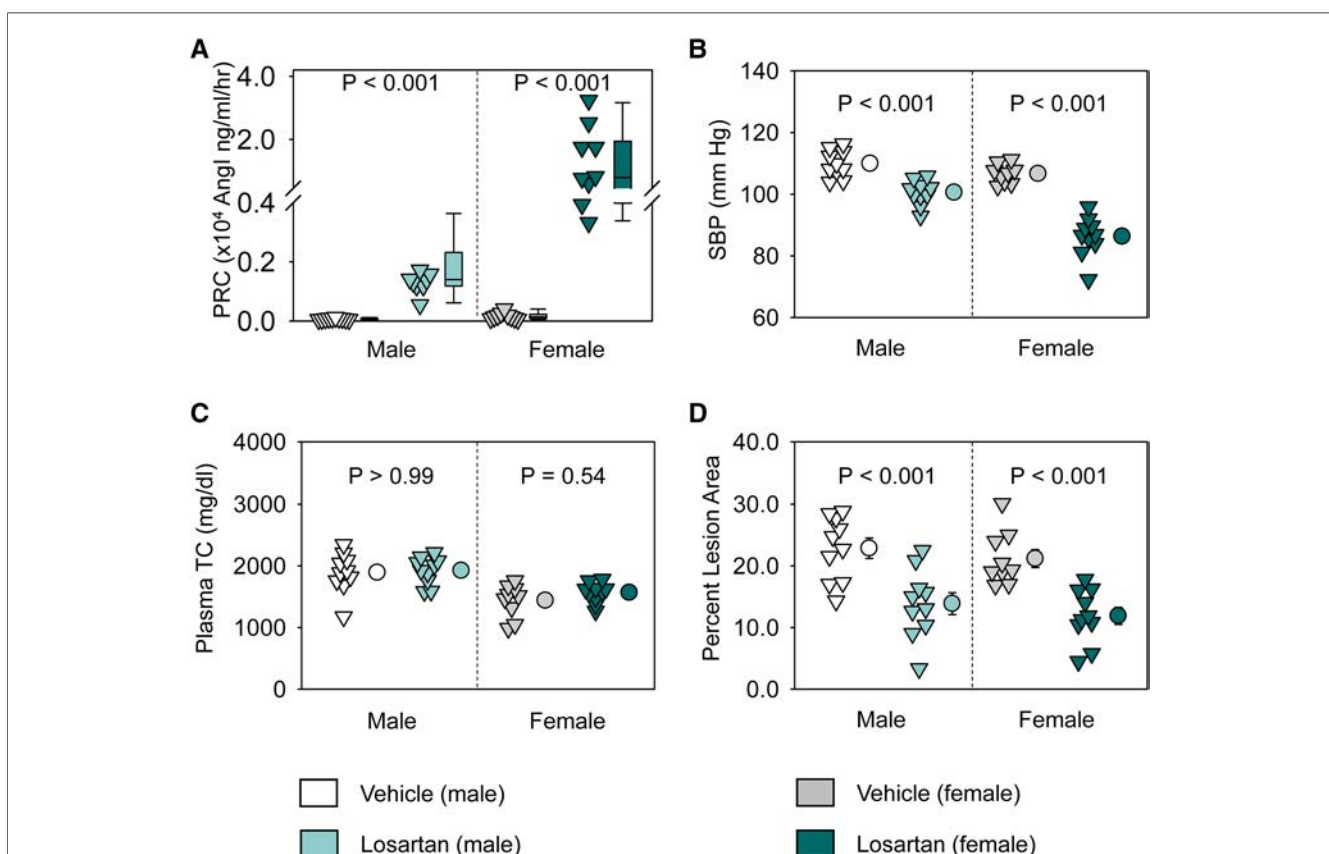 A
PRC (x10⁴ AngI ng/ml/hr)
4.0
2.0
0.4
0.2
0.0
P < 0.001
P < 0.001
Male
Female
B
SBP (mm Hg)
140
120
100
80
60
P < 0.001
P < 0.001
Male
Female
C
Plasma TC (mg/dl)
4000
3000
2000
1000
0
P > 0.99
P = 0.54
Male
Female
D
Percent Lesion Area
40.0
30.0
20.0
10.0
0.0
P < 0.001
P < 0.001
Male
Female
Vehicle (male)
Vehicle (female)
Losartan (male)
Losartan (female)